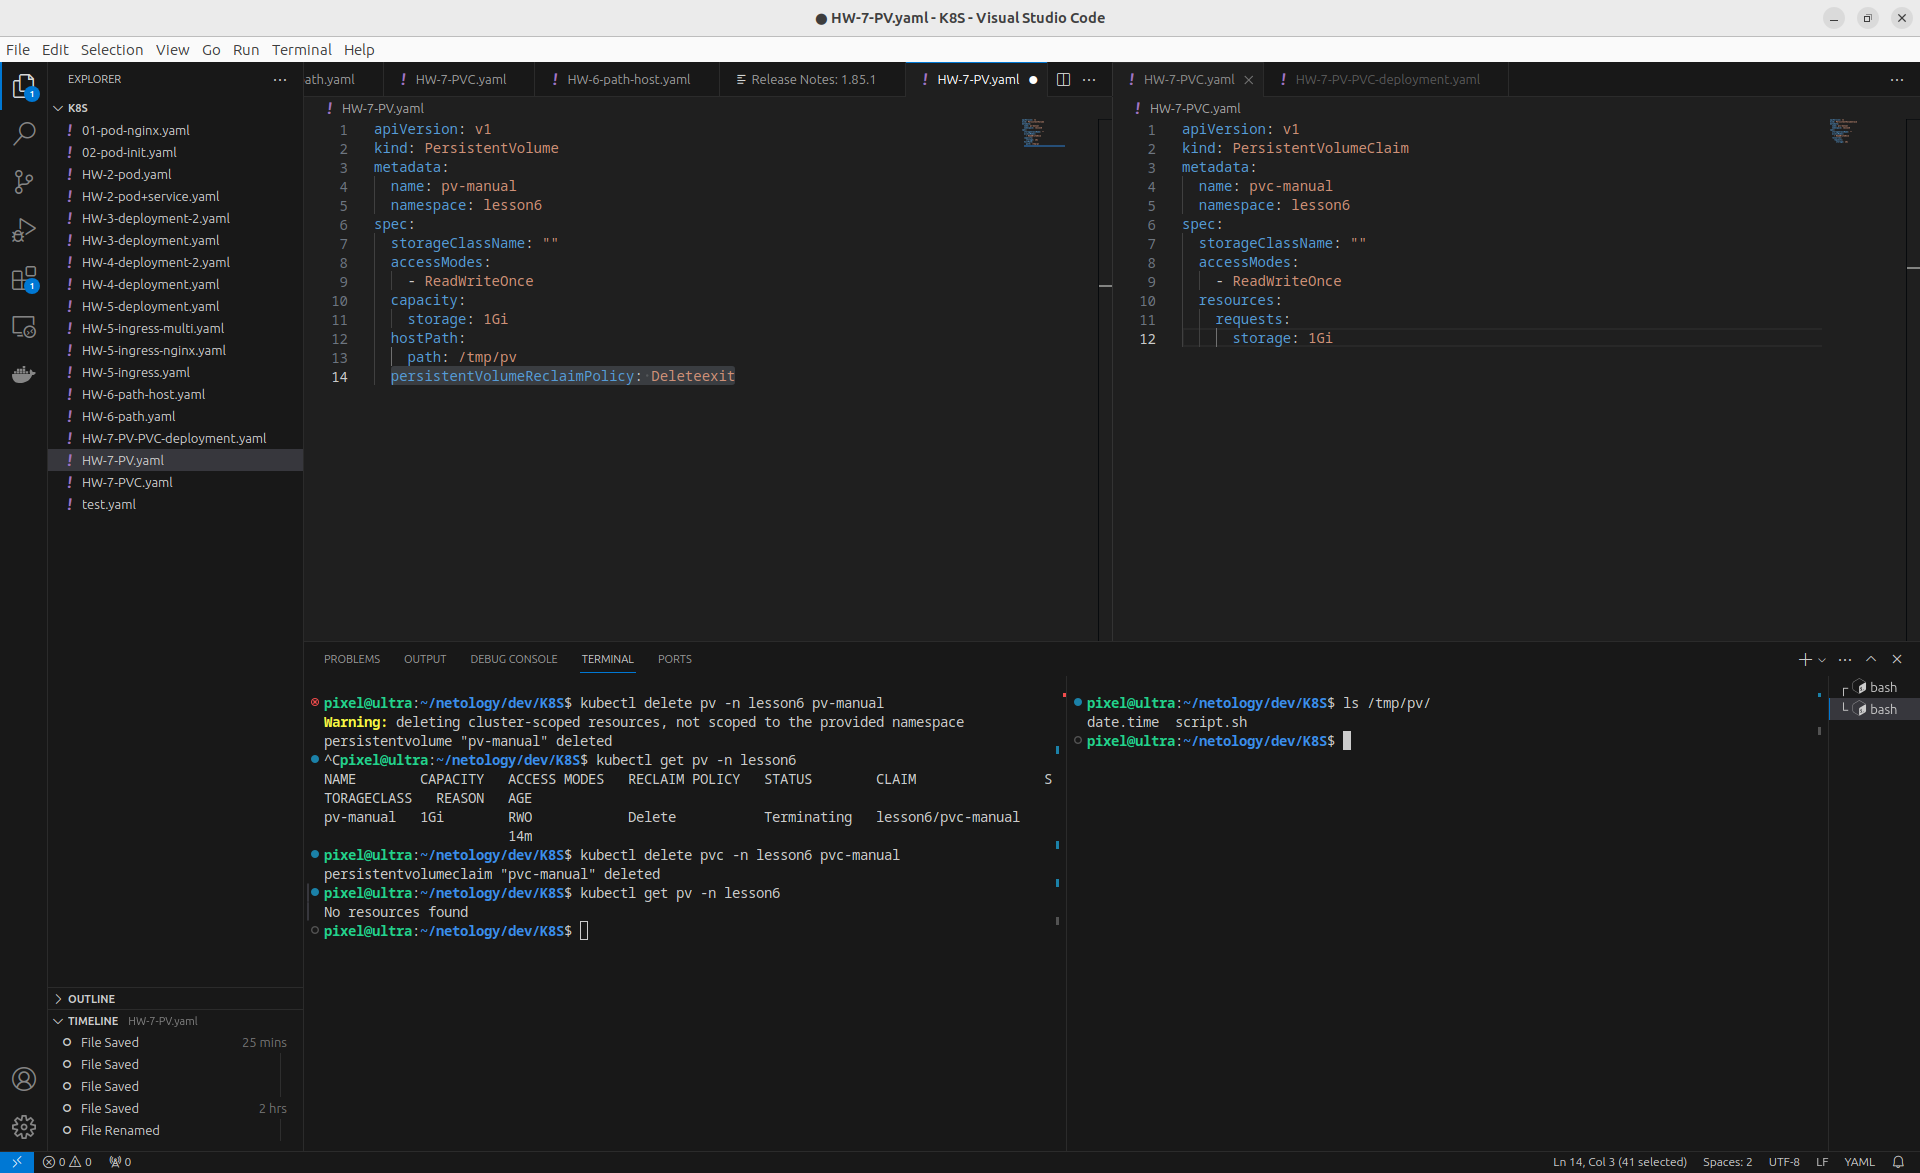 ● HW-7-PV.yaml - K8S - Visual Studio Code
File Edit Selection View Go Run Terminal Help
EXPLORER
K8S
01-pod-nginx.yaml
02-pod-init.yaml
HW-2-pod.yaml
HW-2-pod+service.yaml
HW-3-deployment-2.yaml
HW-3-deployment.yaml
HW-4-deployment-2.yaml
HW-4-deployment.yaml
HW-5-deployment.yaml
HW-5-ingress-multi.yaml
HW-5-ingress-nginx.yaml
HW-5-ingress.yaml
HW-6-path-host.yaml
HW-6-path.yaml
HW-7-PV-PVC-deployment.yaml
HW-7-PV.yaml
HW-7-PVC.yaml
test.yaml
OUTLINE
TIMELINE HW-7-PV.yaml
File Saved 25 mins
File Saved
File Saved
File Saved 2 hrs
File Renamed
ath.yaml
HW-7-PVC.yaml
HW-6-path-host.yaml
Release Notes: 1.85.1
HW-7-PV.yaml
HW-7-PV.yaml
1 apiVersion: v1
2 kind: PersistentVolume
3 metadata:
4 name: pv-manual
5 namespace: lesson6
6 spec:
7 storageClassName: ""
8 accessModes:
9 - ReadWriteOnce
10 capacity:
11 storage: 1Gi
12 hostPath:
13 path: /tmp/pv
14 persistentVolumeReclaimPolicy: Deleteexit
HW-7-PVC.yaml
HW-7-PV-PVC-deployment.yaml
HW-7-PVC.yaml
1 apiVersion: v1
2 kind: PersistentVolumeClaim
3 metadata:
4 name: pvc-manual
5 namespace: lesson6
6 spec:
7 storageClassName: ""
8 accessModes:
9 - ReadWriteOnce
10 resources:
11 requests:
12 storage: 1Gi
PROBLEMS OUTPUT DEBUG CONSOLE TERMINAL PORTS
pixel@ultra:~/netology/dev/K8S$ kubectl delete pv -n lesson6 pv-manual
Warning: deleting cluster-scoped resources, not scoped to the provided namespace
persistentvolume "pv-manual" deleted
^Cpixel@ultra:~/netology/dev/K8S$ kubectl get pv -n lesson6
NAME CAPACITY ACCESS MODES RECLAIM POLICY STATUS CLAIM S
TORAGECLASS REASON AGE
pv-manual 1Gi RWO Delete Terminating lesson6/pvc-manual
14m
pixel@ultra:~/netology/dev/K8S$ kubectl delete pvc -n lesson6 pvc-manual
persistentvolumeclaim "pvc-manual" deleted
pixel@ultra:~/netology/dev/K8S$ kubectl get pv -n lesson6
No resources found
pixel@ultra:~/netology/dev/K8S$
pixel@ultra:~/netology/dev/K8S$ ls /tmp/pv/
date.time script.sh
pixel@ultra:~/netology/dev/K8S$
bash
bash
0 0 0
Ln 14, Col 3 (41 selected) Spaces: 2 UTF-8 LF YAML